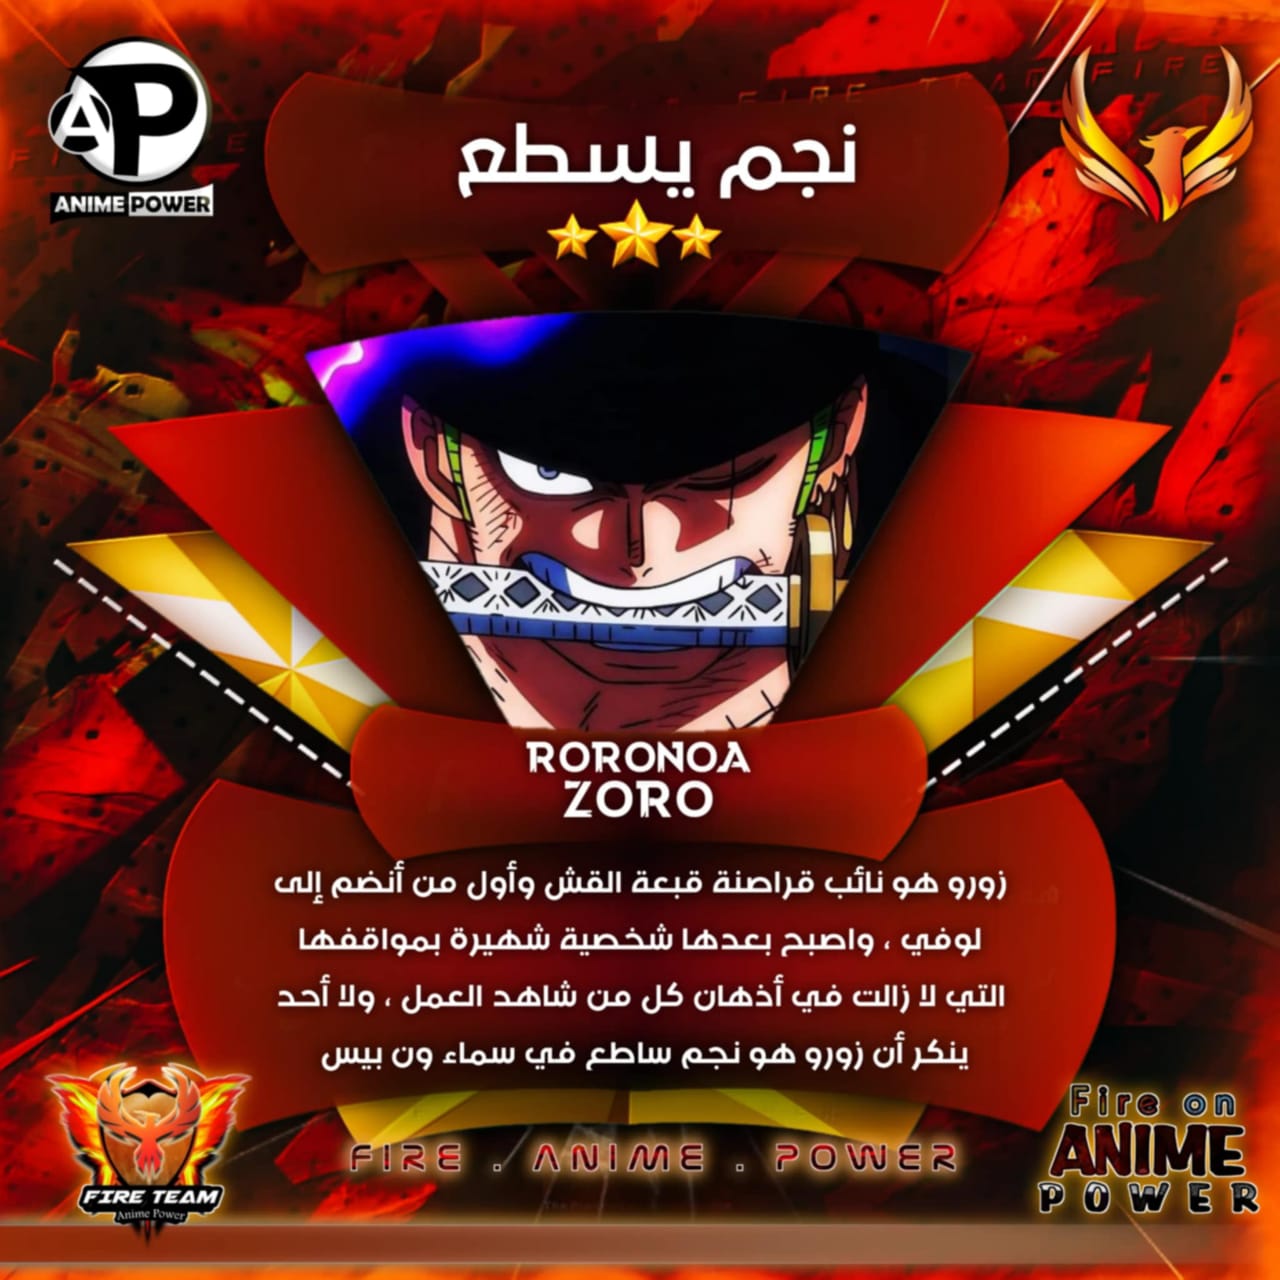 AP
ANIME POWER
نجم يسطع
RORONOA
ZORO
زورو هو نائب قراصنة قبعة القش وأول من أنضم إلى
لوفي ، واصبح بعدها شخصية شهيرة بمواقفها
التي لا زالت في أذهان كل من شاهد العمل ، ولا أحد
ينكر أن زورو هو نجم ساطع في سماء ون بيس
FIRE TEAM
Anime Power
FIRE . ANIME . POWER
Fire on
ANIME
POWER